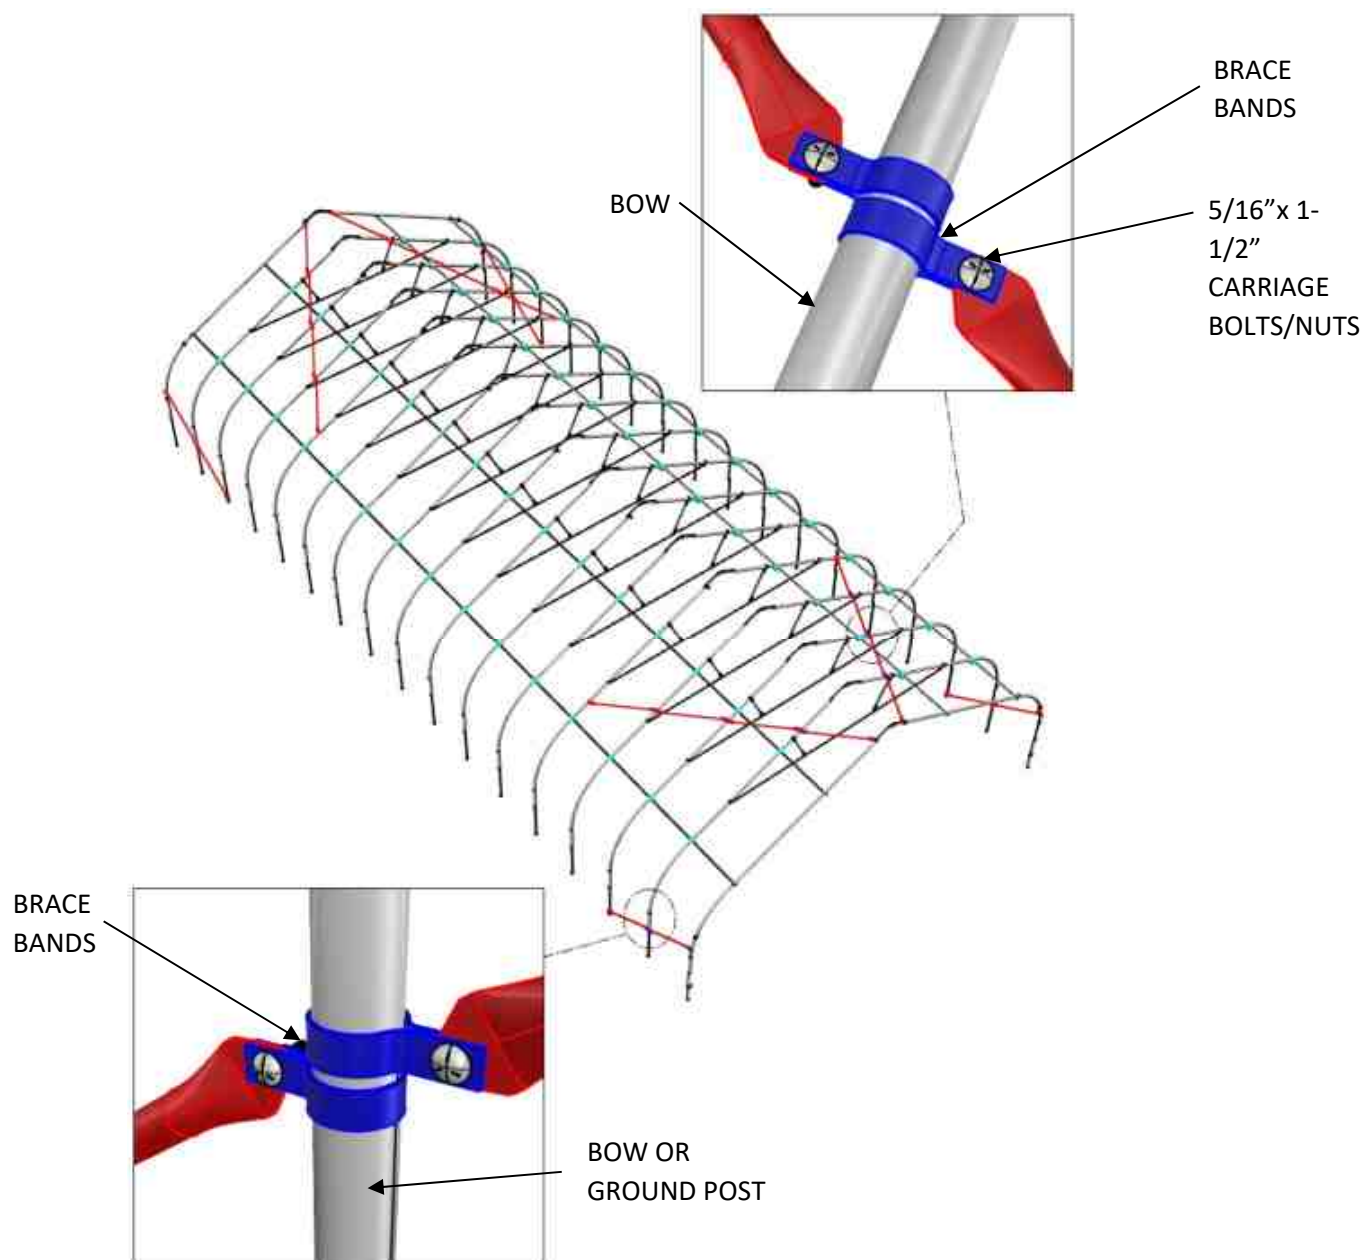 BRACE
BANDS
BOW
5/16”x 1-
1/2”
CARRIAGE
BOLTS/NUTS
BRACE
BANDS
BOW OR
GROUND POST